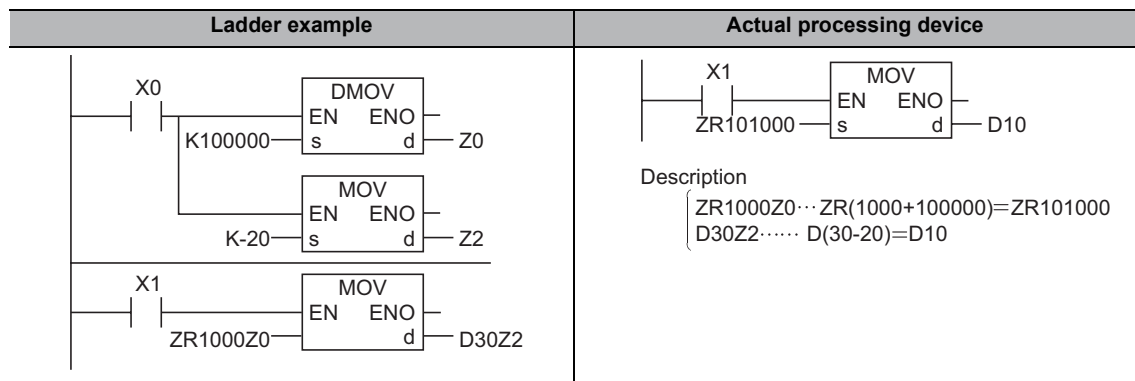 Ladder example
Actual processing device
X0
DMOV
EN ENO
K100000 s d Z0
MOV
EN ENO
K-20 s d Z2
X1
MOV
EN ENO
ZR1000Z0 d D30Z2
X1
MOV
EN ENO
ZR101000 s d D10
Description
ZR1000Z0⋯ZR(1000+100000)=ZR101000
D30Z2⋯⋯D(30-20)=D10